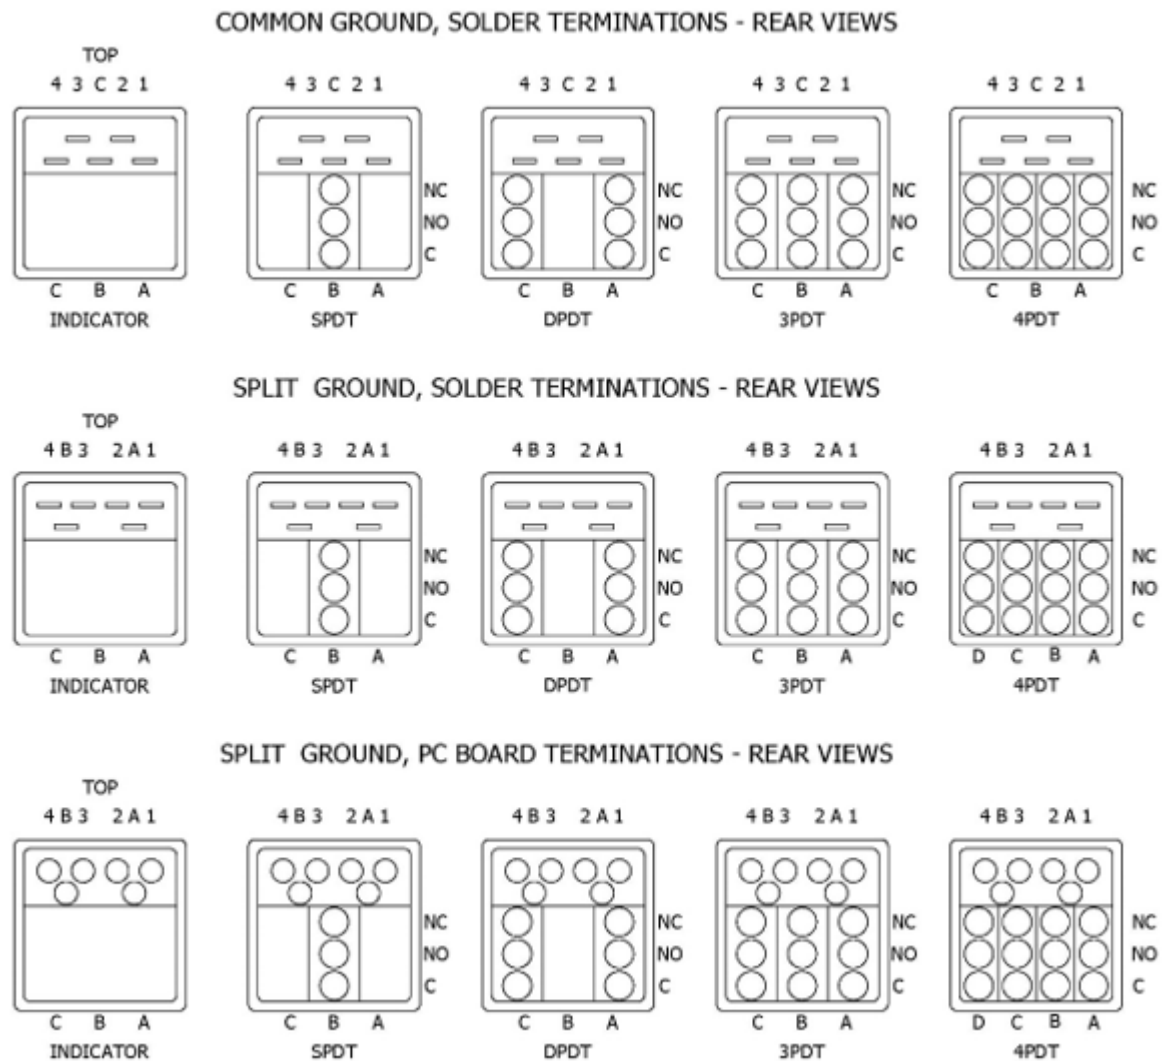 COMMON GROUND, SOLDER TERMINATIONS - REAR VIEWS
TOP
4 3 C 2 1 4 3 C 2 1 4 3 C 2 1 4 3 C 2 1 4 3 C 2 1
NC NC NC NC
NO NO NO NO
C C C C
C B A C B A C B A C B A C B A
INDICATOR SPDT DPDT 3PDT 4PDT
SPLIT GROUND, SOLDER TERMINATIONS - REAR VIEWS
TOP
4 B 3 2 A 1 4 B 3 2 A 1 4 B 3 2 A 1 4 B 3 2 A 1 4 B 3 2 A 1
NC NC NC NC
NO NO NO NO
C C C C
C B A C B A C B A C B A D C B A
INDICATOR SPDT DPDT 3PDT 4PDT
SPLIT GROUND, PC BOARD TERMINATIONS - REAR VIEWS
TOP
4 B 3 2 A 1 4 B 3 2 A 1 4 B 3 2 A 1 4 B 3 2 A 1 4 B 3 2 A 1
NC NC NC NC
NO NO NO NO
C C C C
C B A C B A C B A C B A D C B A
INDICATOR SPDT DPDT 3PDT 4PDT